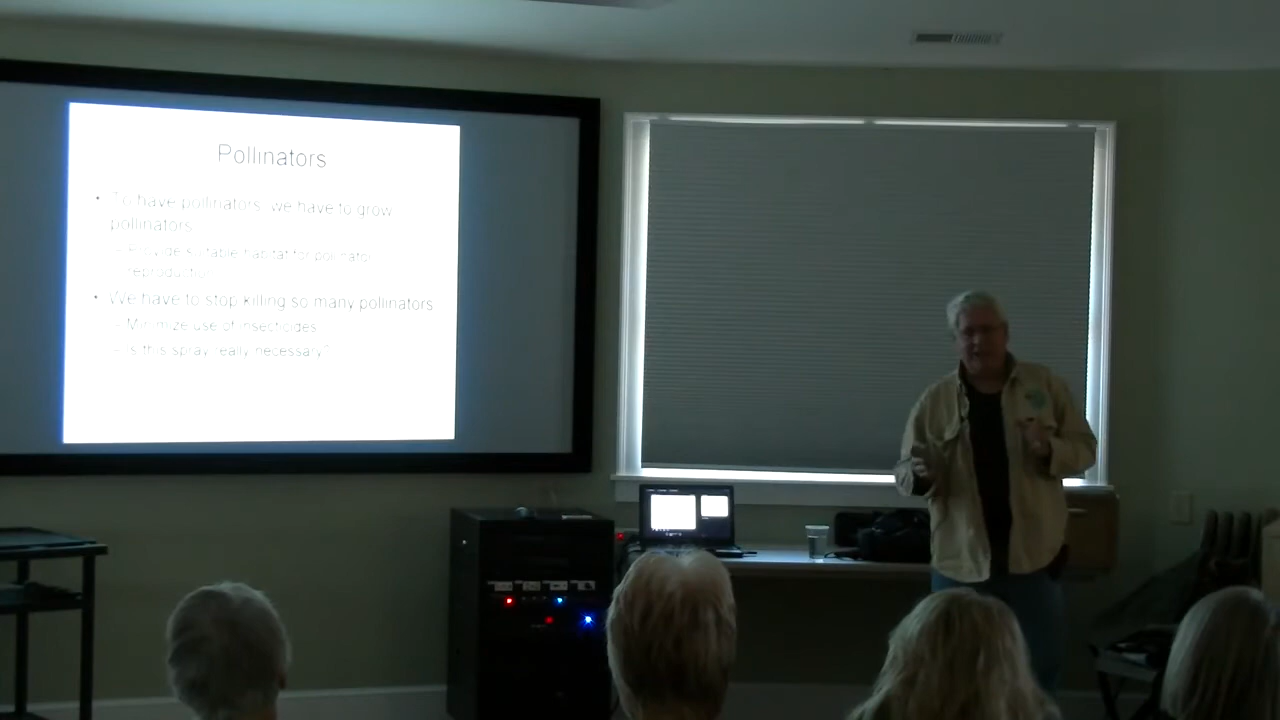 Pollinators
• To have pollinators, we have to grow
pollinators
– Provide suitable habitat for pollinator
reproduction
• We have to stop killing so many pollinators
– Minimize use of insecticides
– Is this spray really necessary?